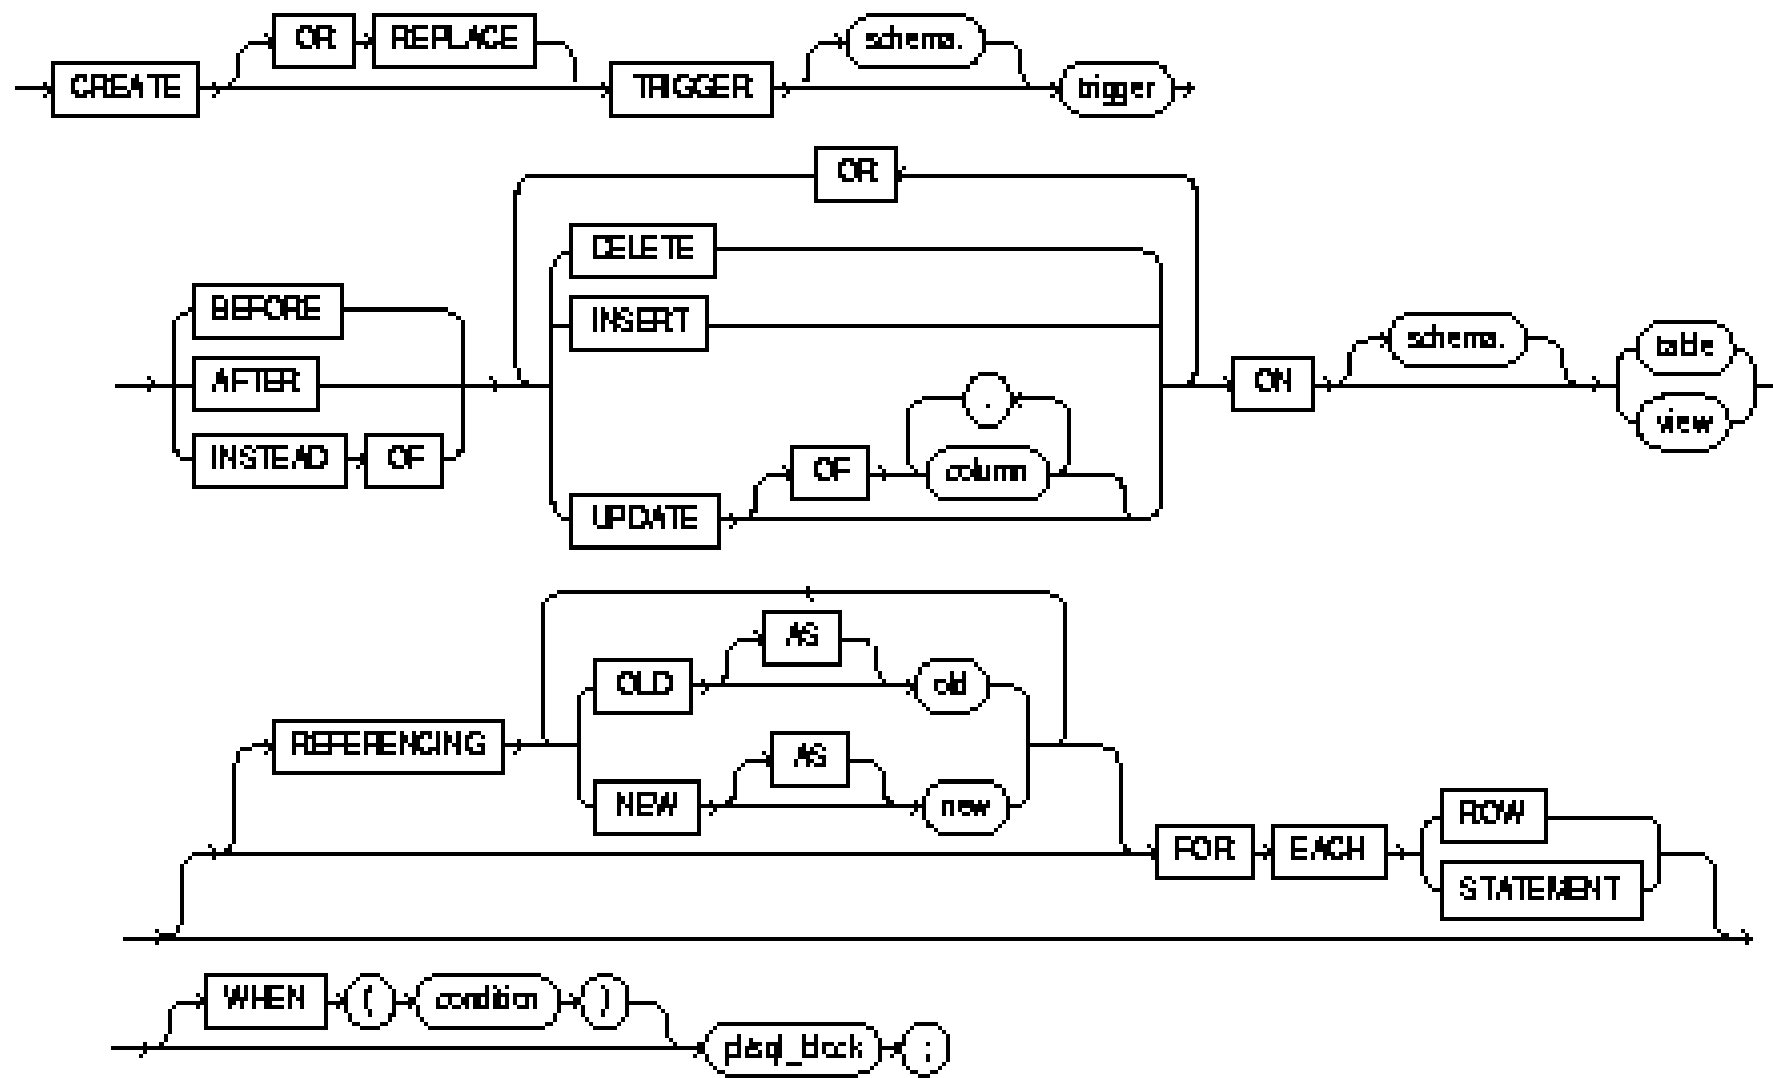 OR REPLACE schema.
CREATE TRIGGER trigger
OR
DELETE
BEFORE INSERT schema. table
AFTER ON
, view
INSTEAD OF OF column
UPDATE
AS
OLD old
REFERENCING AS
NEW new ROW
FOR EACH
STATEMENT
WHEN ( condition )
plsql_block ;